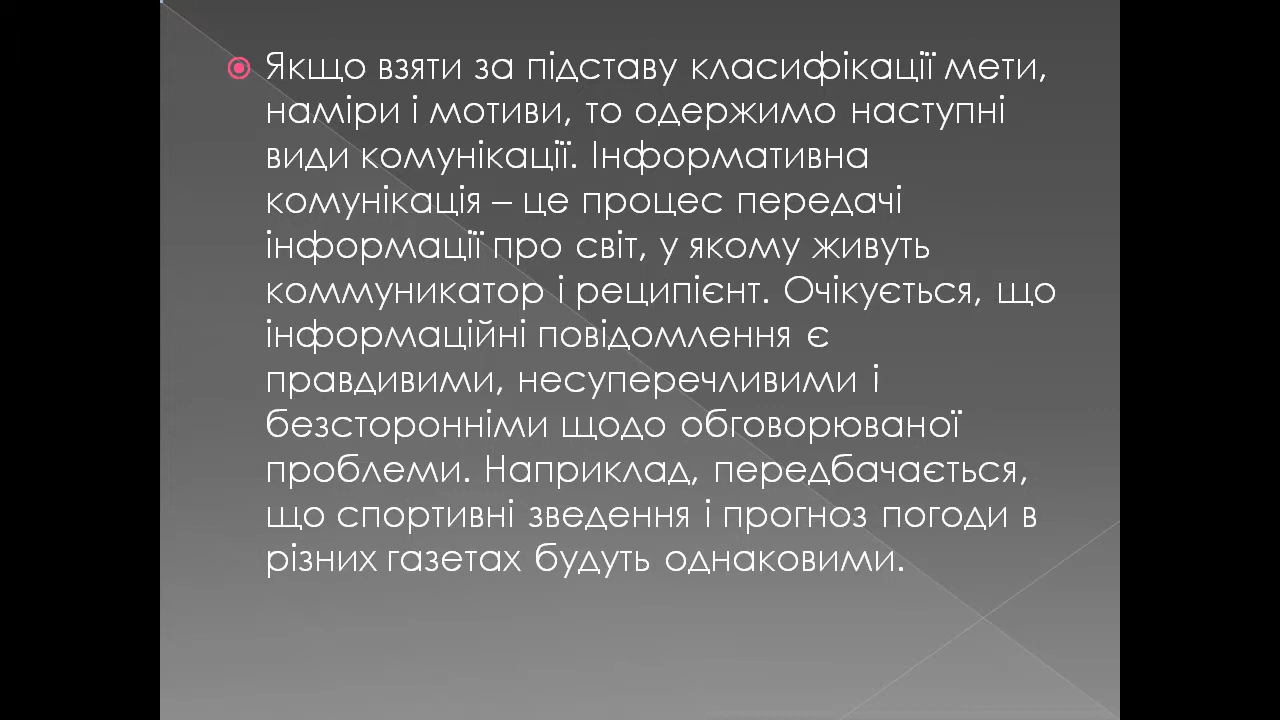 Якщо взяти за підставу класифікації мети,
наміри і мотиви, то одержимо наступні
види комунікації. Інформативна
комунікація – це процес передачі
інформації про світ, у якому живуть
коммуникатор і реципієнт. Очікується, що
інформаційні повідомлення є
правдивими, несуперечливими і
безсторонніми щодо обговорюваної
проблеми. Наприклад, передбачається,
що спортивні зведення і прогноз погоди в
різних газетах будуть однаковими.